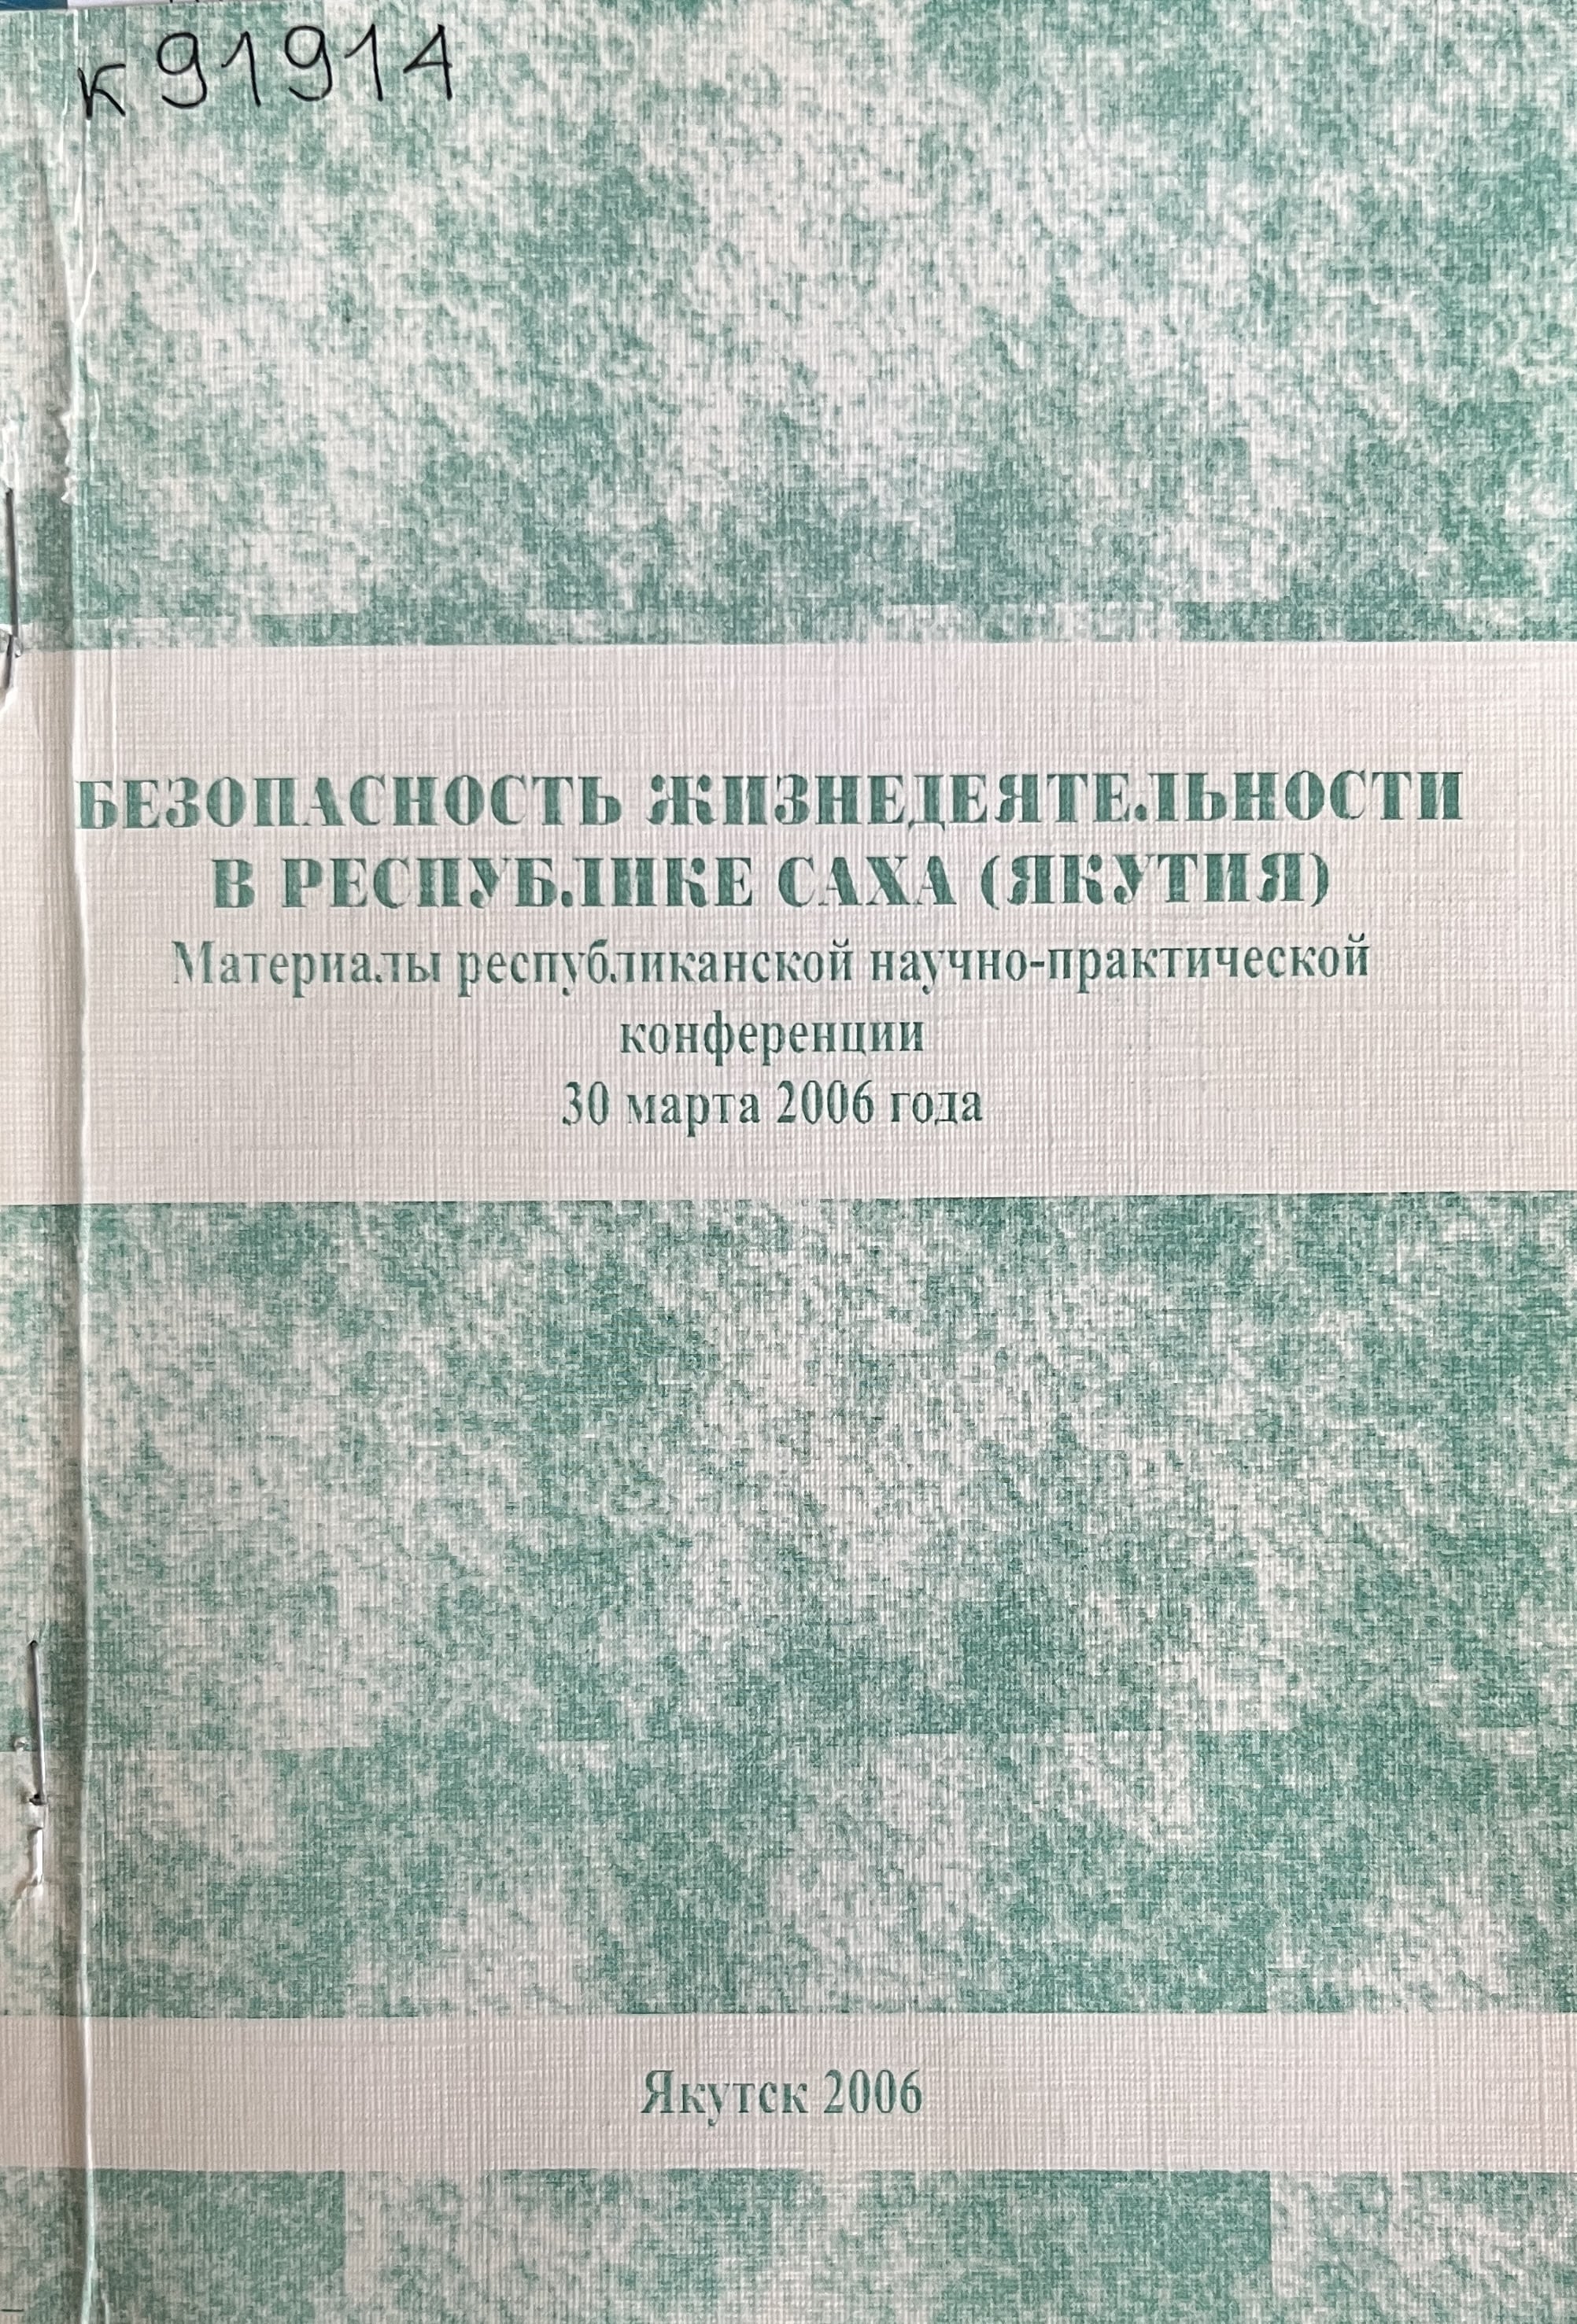 к 91914
БЕЗОПАСНОСТЬ ЖИЗНЕДЕЯТЕЛЬНОСТИ
В РЕСПУБЛИКЕ САХА (ЯКУТИЯ)
Материалы республиканской научно-практической
конференции
30 марта 2006 года
Якутск 2006